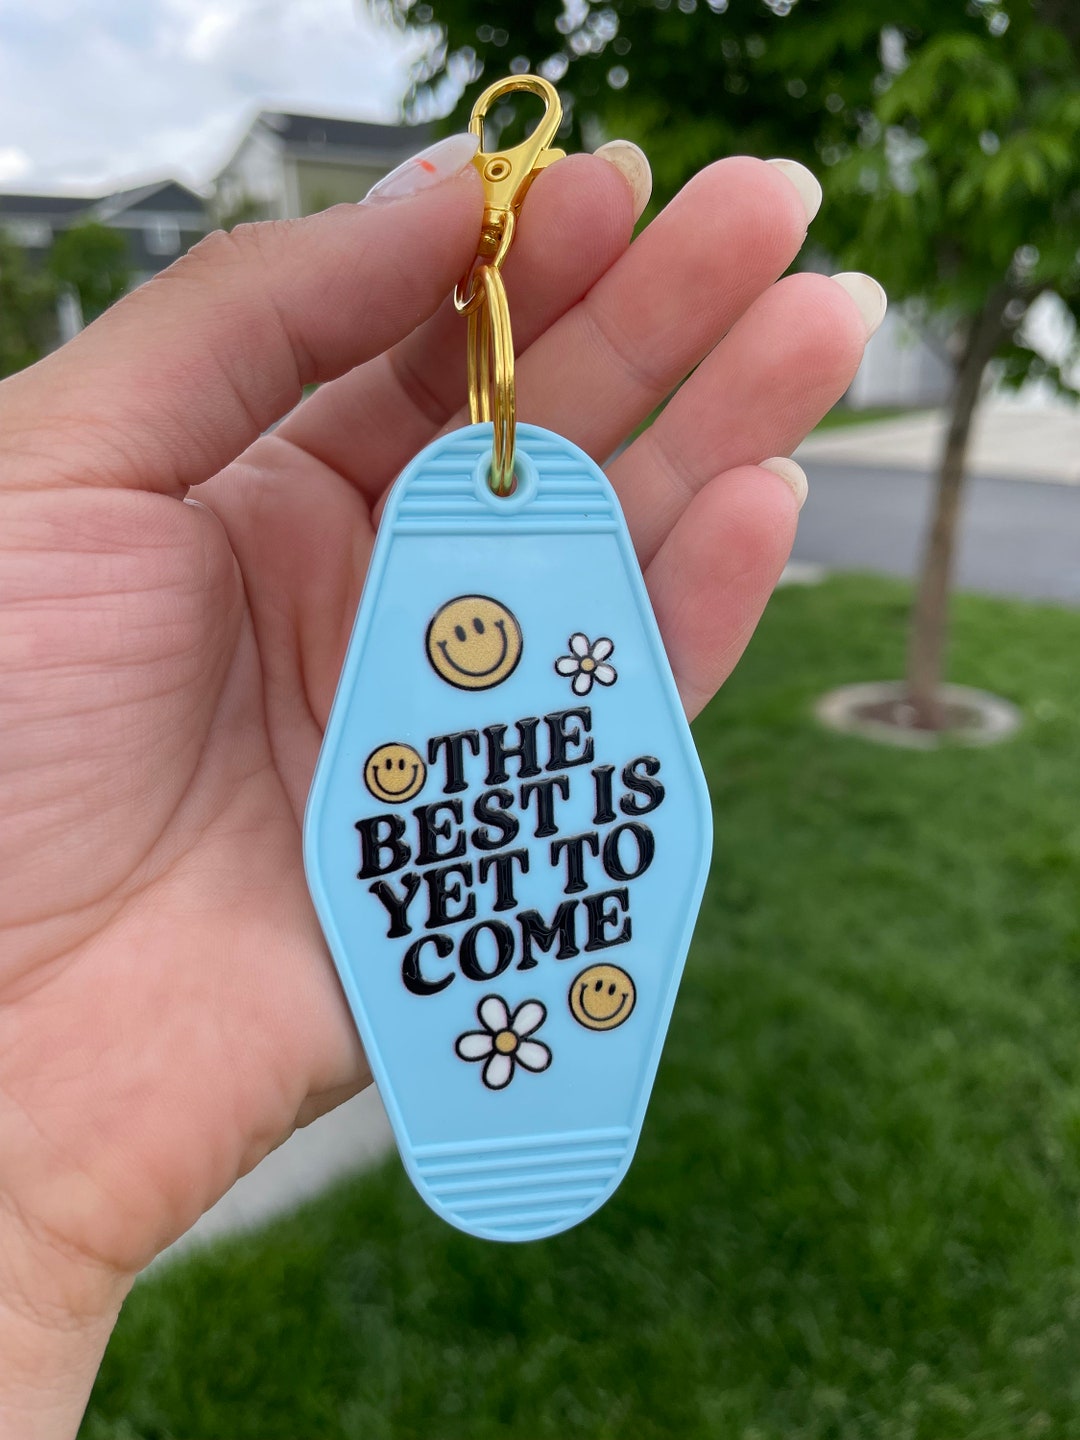 THE
BEST IS
YET TO
COME